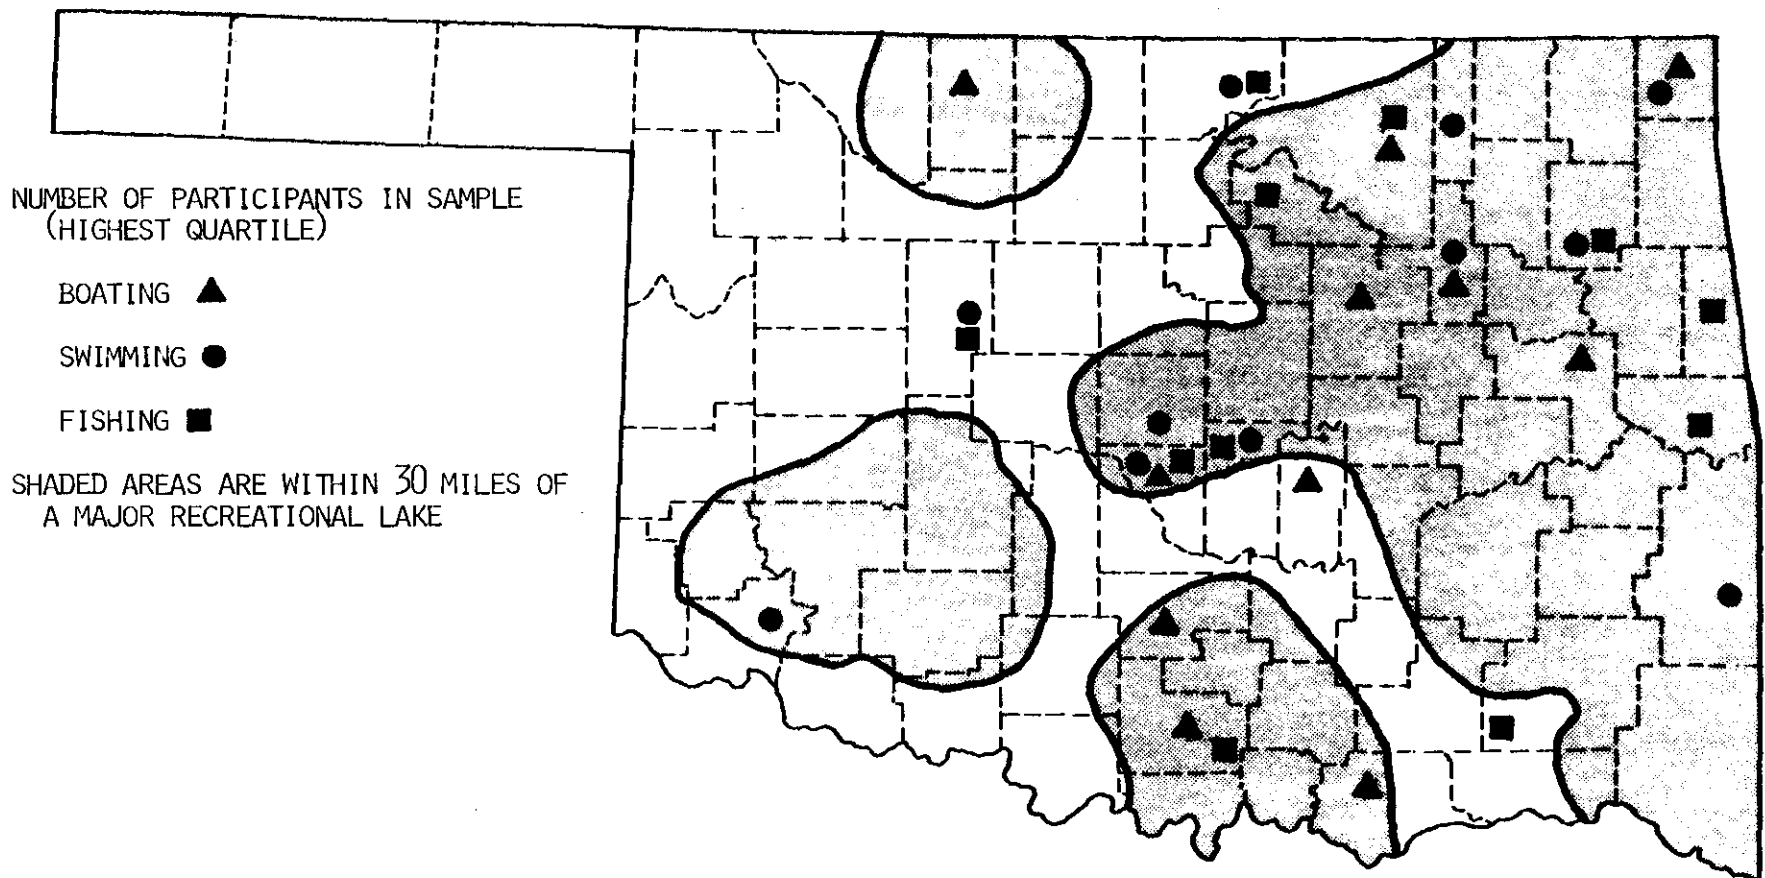 NUMBER OF PARTICIPANTS IN SAMPLE
(HIGHEST QUARTILE)
BOATING
SWIMMING
FISHING
SHADED AREAS ARE WITHIN 30 MILES OF
A MAJOR RECREATIONAL LAKE